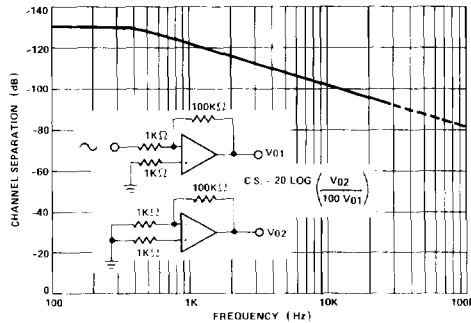 -140
-120
-100
-80
-60
-40
-20
0
CHANNEL SEPARATION (dB)
100KΩ
1KΩ
1KΩ
V01
100KΩ
C S. - 20 LOG ( V02 / 100 V01 )
1KΩ
1KΩ
V02
100
1K
10K
100K
FREQUENCY (Hz)